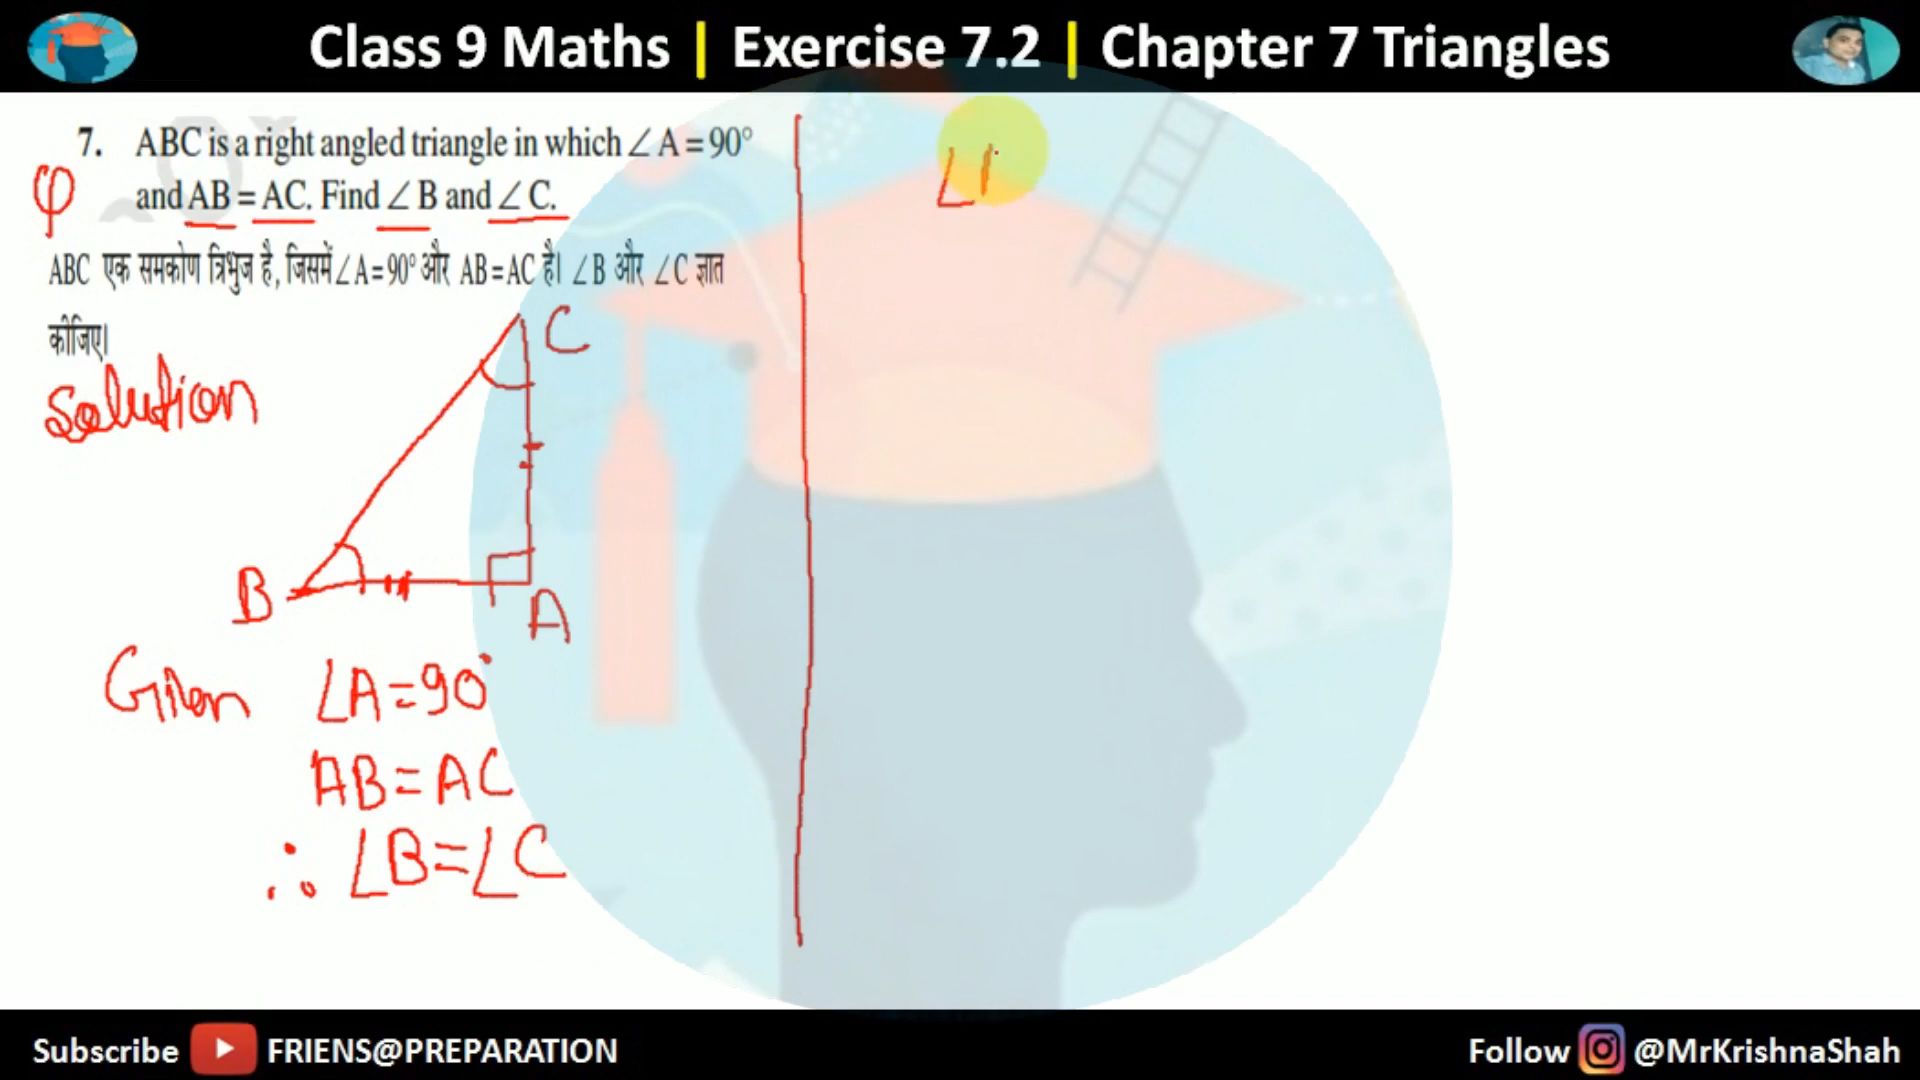 Class 9 Maths | Exercise 7.2 | Chapter 7 Triangles
7. ABC is a right angled triangle in which ∠ A = 90°
and AB = AC. Find ∠ B and ∠ C.
ABC एक समकोण त्रिभुज है, जिसमें ∠A = 90° और AB = AC है। ∠B और ∠C ज्ञात
कीजिए।
Solution
C
B
A
Given ∠A = 90°
AB = AC
∴ ∠B = ∠C
Subscribe FRIENS@PREPARATION
Follow @MrKrishnaShah